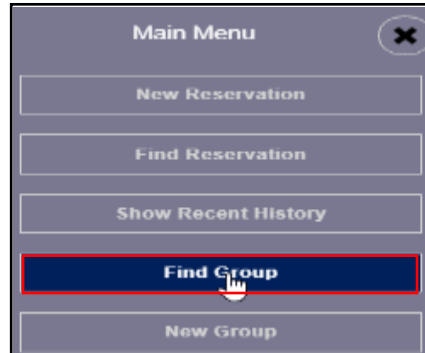 Main Menu
New Reservation
Find Reservation
Show Recent History
Find Group
New Group